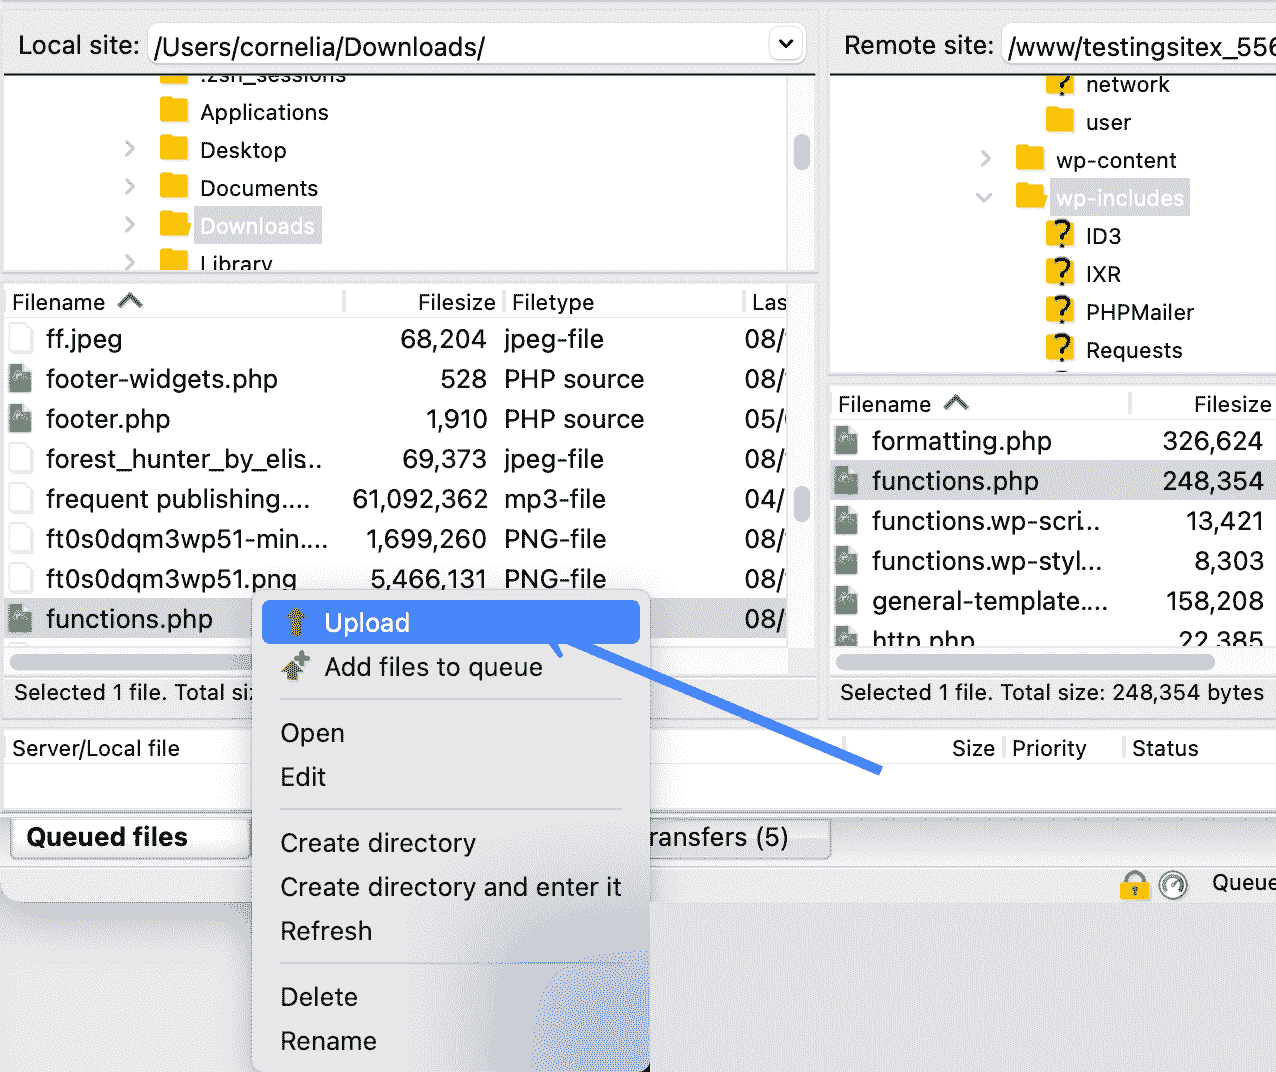 Local site: /Users/cornelia/Downloads/
.zsh_sessions
Applications
Desktop
Documents
Downloads
Library
Filename Filesize Filetype Las
ff.jpeg 68,204 jpeg-file 08/
footer-widgets.php 528 PHP source 08/
footer.php 1,910 PHP source 05/
forest_hunter_by_elis... 69,373 jpeg-file 08/
frequent publishing.... 61,092,362 mp3-file 04/
ft0s0dqm3wp51-min.... 1,699,260 PNG-file 08/
ft0s0dqm3wp51.png 5,466,131 PNG-file 08/
functions.php 08/
Selected 1 file. Total siz
Upload
Add files to queue
Open
Edit
Create directory
Create directory and enter it
Refresh
Delete
Rename
Remote site: /www/testingsitex_556
network
user
wp-content
wp-includes
ID3
IXR
PHPMailer
Requests
Filename Filesize
formatting.php 326,624
functions.php 248,354
functions.wp-scri... 13,421
functions.wp-styl... 8,303
general-template.... 158,208
http.php 22,385
Selected 1 file. Total size: 248,354 bytes
Server/Local file Size Priority Status
Queued files ransfers (5)
Queue